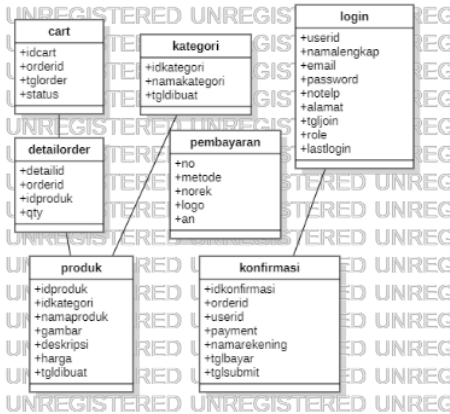 cart
+idcart
+orderid
+tglorder
+status
kategori
+idkategori
+namakategori
+tgldibuat
login
+userid
+namalengkap
+email
+password
+notelp
+alamat
+tgljoin
+role
+lastlogin
detailorder
+detailid
+orderid
+idproduk
+qty
pembayaran
+no
+metode
+norek
+logo
+an
produk
+idproduk
+idkategori
+namaproduk
+gambar
+deskripsi
+harga
+tgldibuat
konfirmasi
+idkonfirmasi
+orderid
+userid
+payment
+namarekening
+tglbayar
+tglsubmit
UNREGISTERED UNREGISTERED